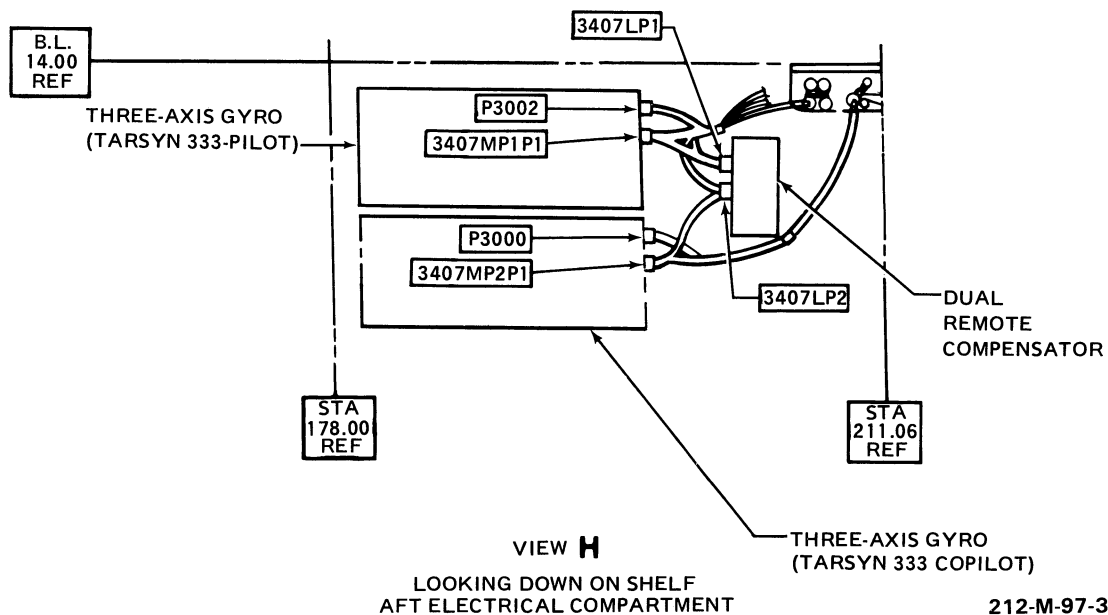 3407LP1
B.L.
14.00
REF
THREE-AXIS GYRO
(TARSYN 333-PILOT)
P3002
3407MP1P1
P3000
3407MP2P1
3407LP2
DUAL
REMOTE
COMPENSATOR
STA
178.00
REF
STA
211.06
REF
THREE-AXIS GYRO
(TARSYN 333 COPILOT)
VIEW H
LOOKING DOWN ON SHELF
AFT ELECTRICAL COMPARTMENT
212-M-97-3